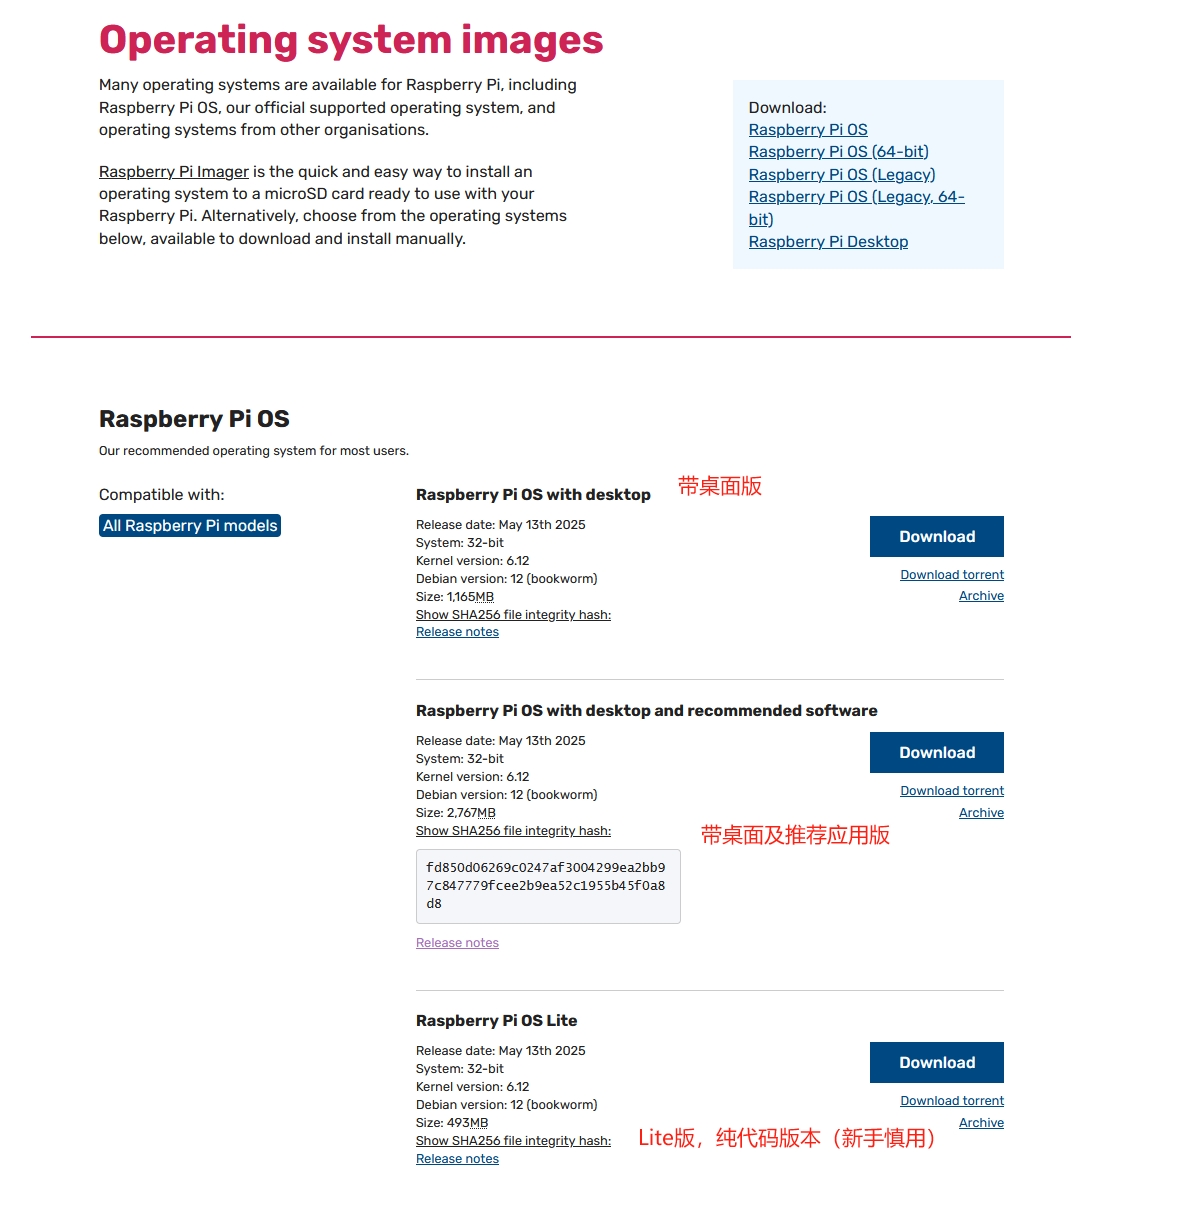 Operating system images
Many operating systems are available for Raspberry Pi, including
Raspberry Pi OS, our official supported operating system, and
operating systems from other organisations.
Raspberry Pi Imager is the quick and easy way to install an
operating system to a microSD card ready to use with your
Raspberry Pi. Alternatively, choose from the operating systems
below, available to download and install manually.
Download:
Raspberry Pi OS
Raspberry Pi OS (64-bit)
Raspberry Pi OS (Legacy)
Raspberry Pi OS (Legacy, 64-
bit)
Raspberry Pi Desktop
Raspberry Pi OS
Our recommended operating system for most users.
Compatible with:
All Raspberry Pi models
Raspberry Pi OS with desktop
带桌面版
Release date: May 13th 2025
System: 32-bit
Kernel version: 6.12
Debian version: 12 (bookworm)
Size: 1,165MB
Show SHA256 file integrity hash:
Release notes
Download
Download torrent
Archive
Raspberry Pi OS with desktop and recommended software
Release date: May 13th 2025
System: 32-bit
Kernel version: 6.12
Debian version: 12 (bookworm)
Size: 2,767MB
Show SHA256 file integrity hash:
fd850d06269c0247af3004299ea2bb9
7c847779fcee2b9ea52c1955b45f0a8
d8
Release notes
Download
Download torrent
Archive
带桌面及推荐应用版
Raspberry Pi OS Lite
Release date: May 13th 2025
System: 32-bit
Kernel version: 6.12
Debian version: 12 (bookworm)
Size: 493MB
Show SHA256 file integrity hash:
Release notes
Download
Download torrent
Archive
Lite版，纯代码版本（新手慎用）